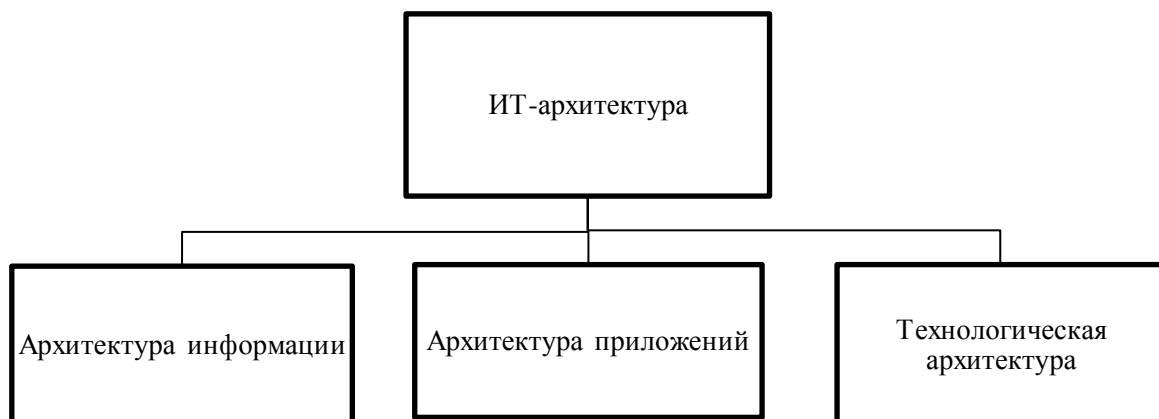 ИТ-архитектура
Архитектура информации
Архитектура приложений
Технологическая
архитектура